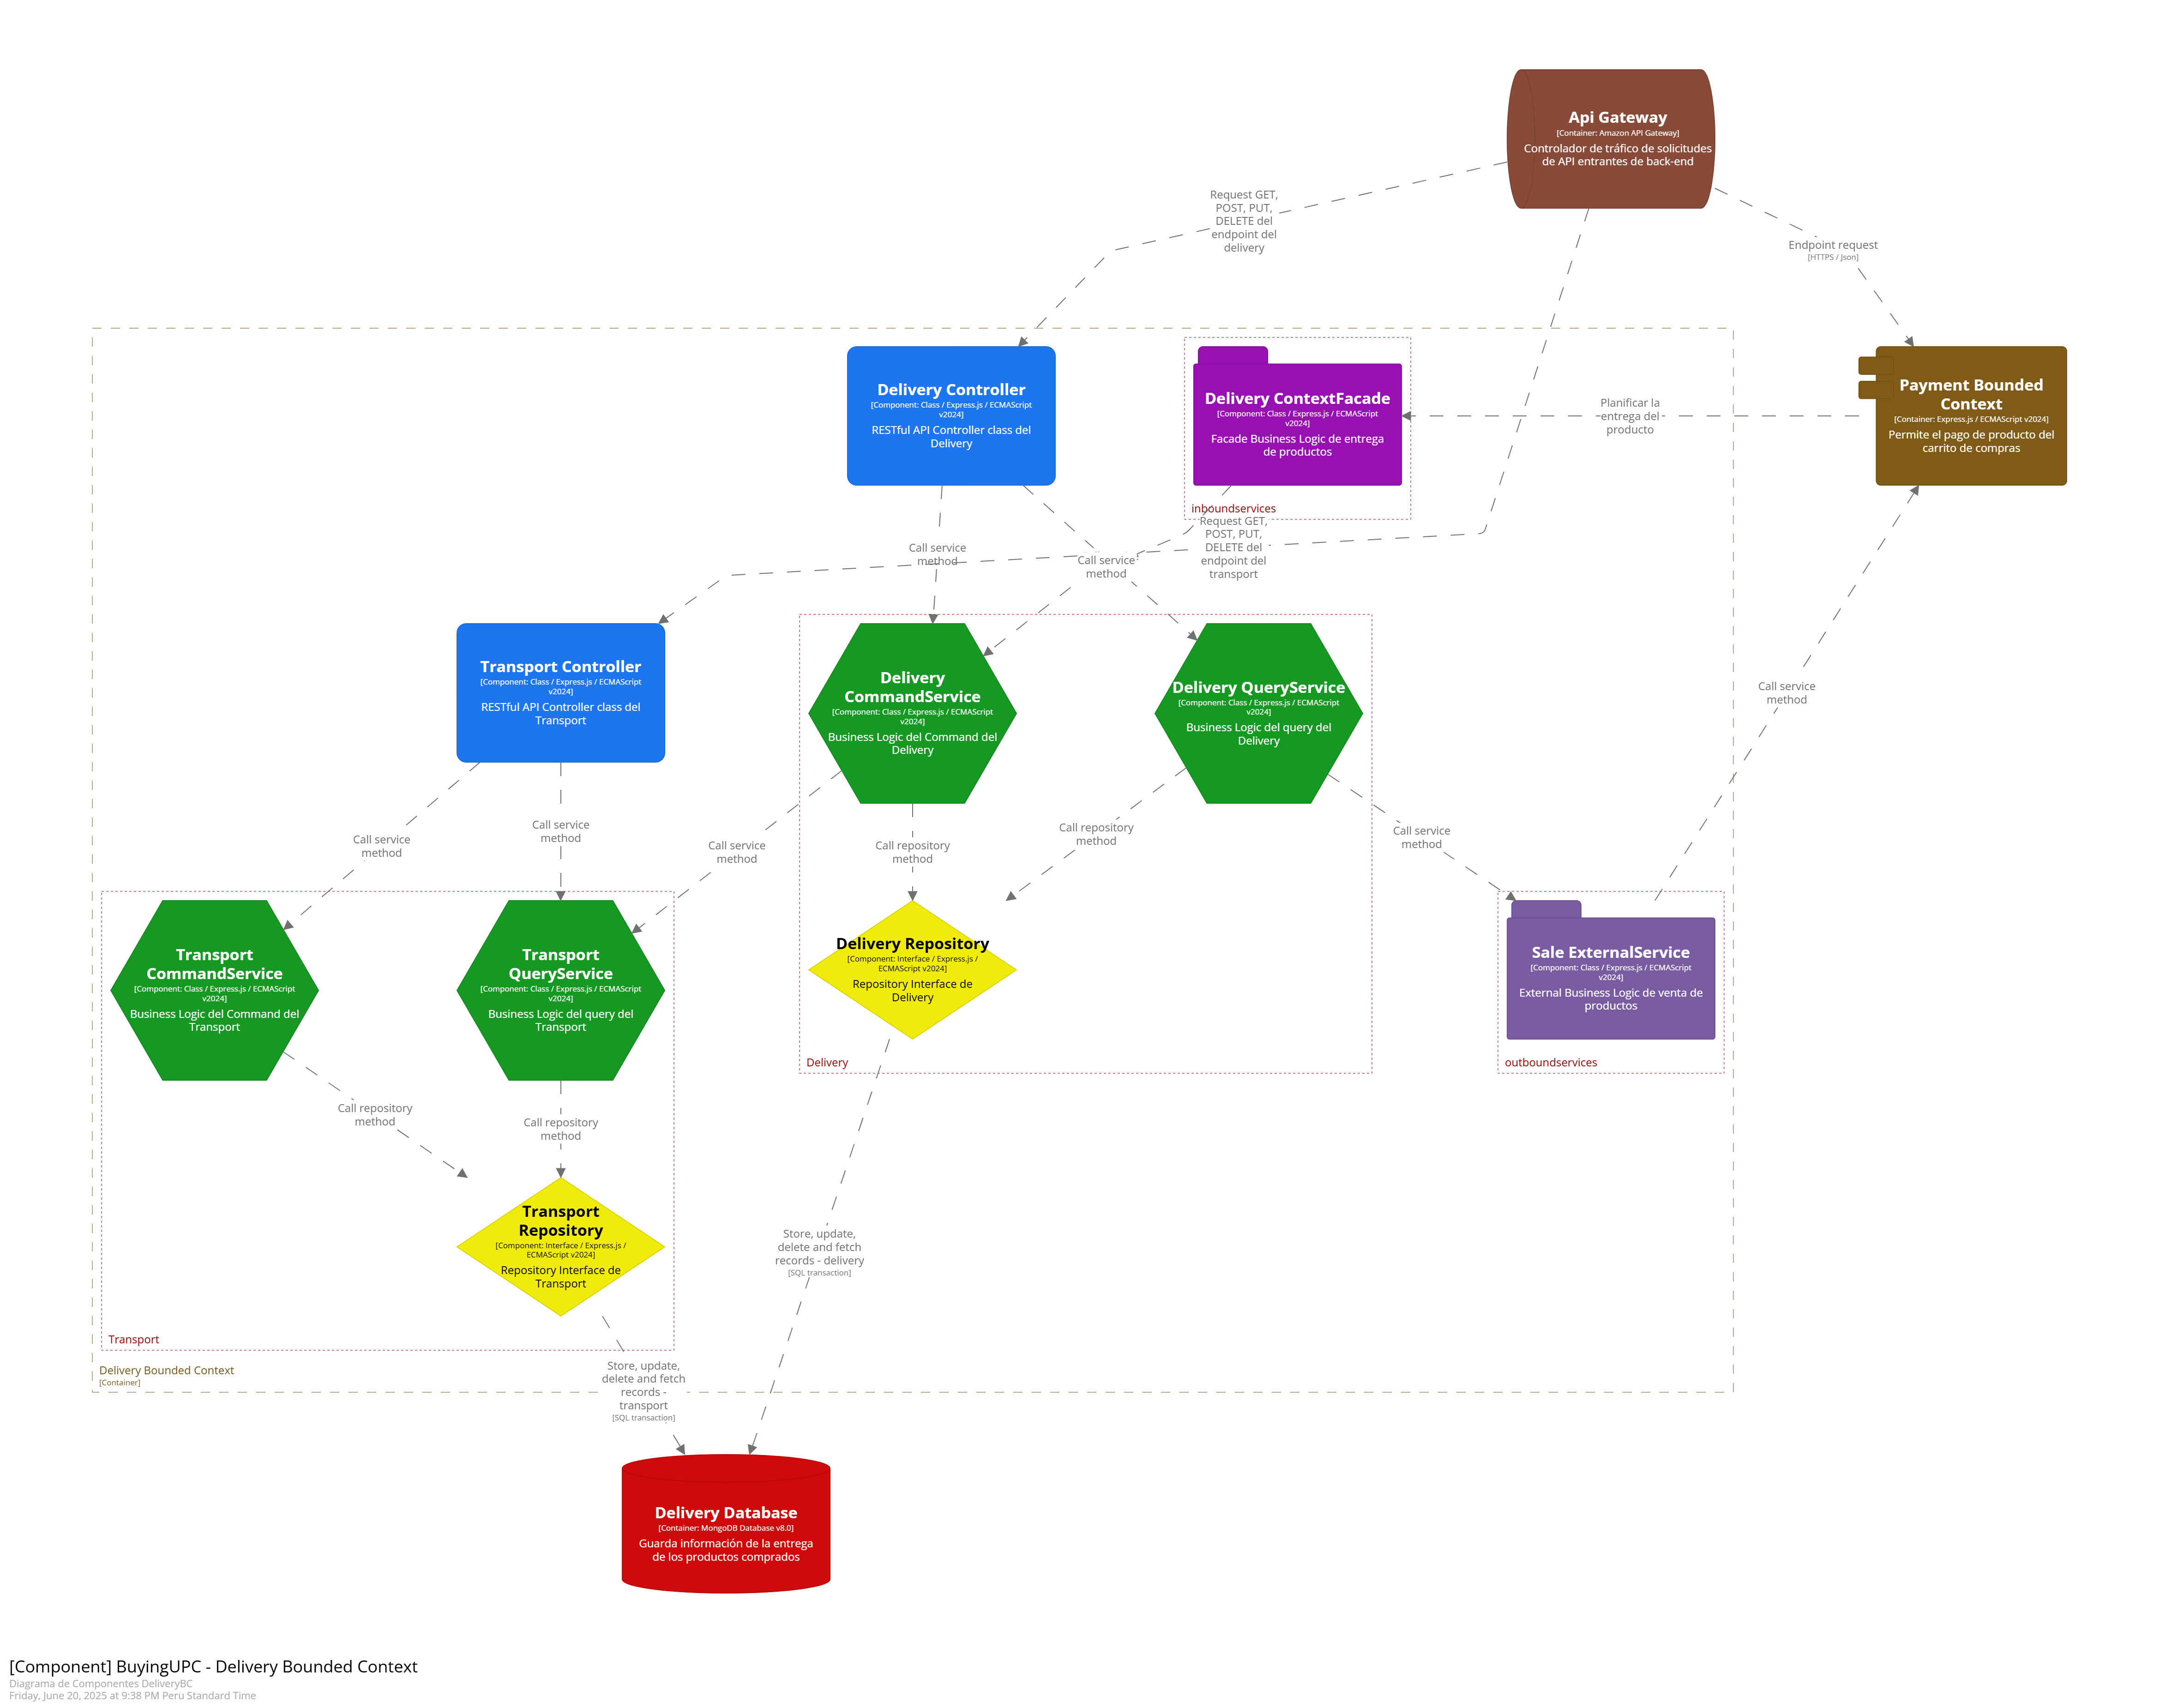 Api Gateway
[Container: Amazon API Gateway]
Controlador de tráfico de solicitudes
de API entrantes de back-end
Request GET,
POST, PUT,
DELETE del
endpoint del
delivery
Endpoint request
[HTTPS / Json]
Delivery Controller
[Component: Class / Express.js / ECMAScript
v2024]
RESTful API Controller class del
Delivery
Delivery ContextFacade
[Component: Class / Express.js / ECMAScript
v2024]
Facade Business Logic de entrega
de productos
inboundservices
Planificar la
entrega del
producto
Payment Bounded
Context
[Container: Express.js / ECMAScript v2024]
Permite el pago de producto del
carrito de compras
Call service
method
Call service
method
Request GET,
POST, PUT,
DELETE del
endpoint del
transport
Transport Controller
[Component: Class / Express.js / ECMAScript
v2024]
RESTful API Controller class del
Transport
Delivery
CommandService
[Component: Class / Express.js / ECMAScript
v2024]
Business Logic del Command del
Delivery
Delivery QueryService
[Component: Class / Express.js / ECMAScript
v2024]
Business Logic del query del
Delivery
Call service
method
Call service
method
Call service
method
Call service
method
Call repository
method
Call repository
method
Call service
method
Transport
CommandService
[Component: Class / Express.js / ECMAScript
v2024]
Business Logic del Command del
Transport
Transport
QueryService
[Component: Class / Express.js / ECMAScript
v2024]
Business Logic del query del
Transport
Delivery Repository
[Component: Interface / Express.js /
ECMAScript v2024]
Repository Interface de
Delivery
Delivery
Sale ExternalService
[Component: Class / Express.js / ECMAScript
v2024]
External Business Logic de venta de
productos
outboundservices
Call repository
method
Call repository
method
Transport
Repository
[Component: Interface / Express.js /
ECMAScript v2024]
Repository Interface de
Transport
Store, update,
delete and fetch
records - delivery
[SQL transaction]
Transport
Delivery Bounded Context
[Container]
Store, update,
delete and fetch
records -
transport
[SQL transaction]
Delivery Database
[Container: MongoDB Database v8.0]
Guarda información de la entrega
de los productos comprados
[Component] BuyingUPC - Delivery Bounded Context
Diagrama de Componentes DeliveryBC
Friday, June 20, 2025 at 9:38 PM Peru Standard Time